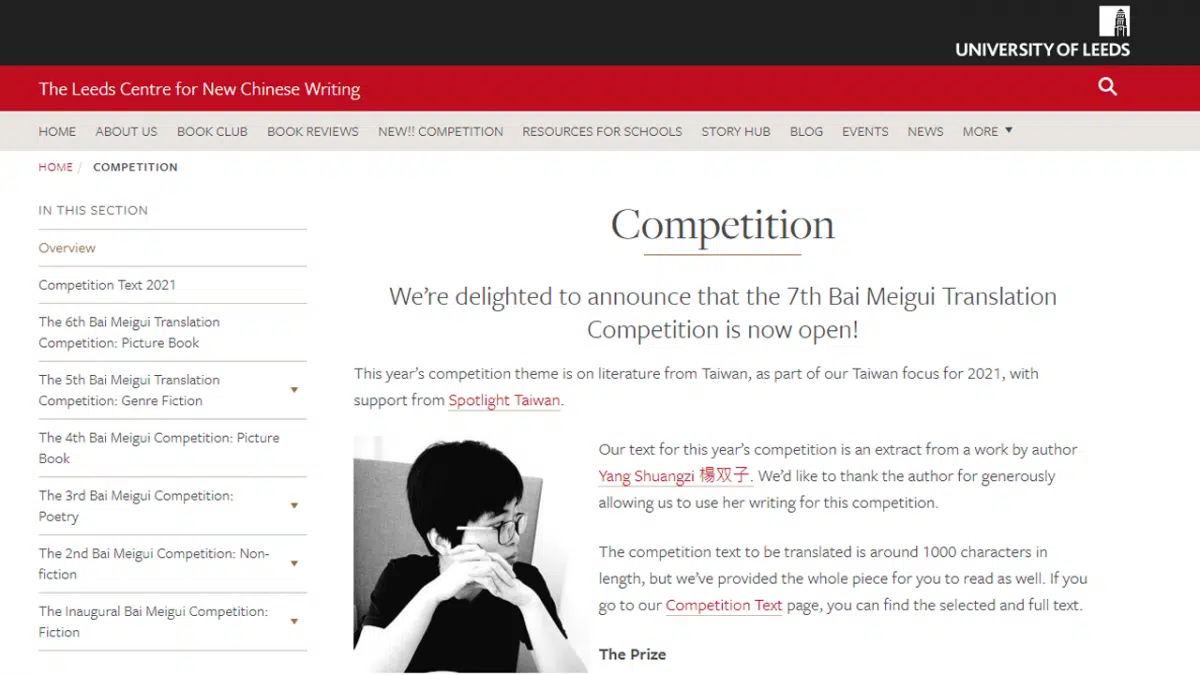 UNIVERSITY OF LEEDS
The Leeds Centre for New Chinese Writing
HOME ABOUT US BOOK CLUB BOOK REVIEWS NEW!! COMPETITION RESOURCES FOR SCHOOLS STORY HUB BLOG EVENTS NEWS MORE
HOME / COMPETITION
IN THIS SECTION
Overview
Competition Text 2021
The 6th Bai Meigui Translation
Competition: Picture Book
The 5th Bai Meigui Translation
Competition: Genre Fiction
The 4th Bai Meigui Competition: Picture
Book
The 3rd Bai Meigui Competition:
Poetry
The 2nd Bai Meigui Competition: Non-
fiction
The Inaugural Bai Meigui Competition:
Fiction
Competition
We’re delighted to announce that the 7th Bai Meigui Translation
Competition is now open!
This year’s competition theme is on literature from Taiwan, as part of our Taiwan focus for 2021, with
support from Spotlight Taiwan.
Our text for this year’s competition is an extract from a work by author
Yang Shuangzi 楊双子. We’d like to thank the author for generously
allowing us to use her writing for this competition.
The competition text to be translated is around 1000 characters in
length, but we’ve provided the whole piece for you to read as well. If you
go to our Competition Text page, you can find the selected and full text.
The Prize